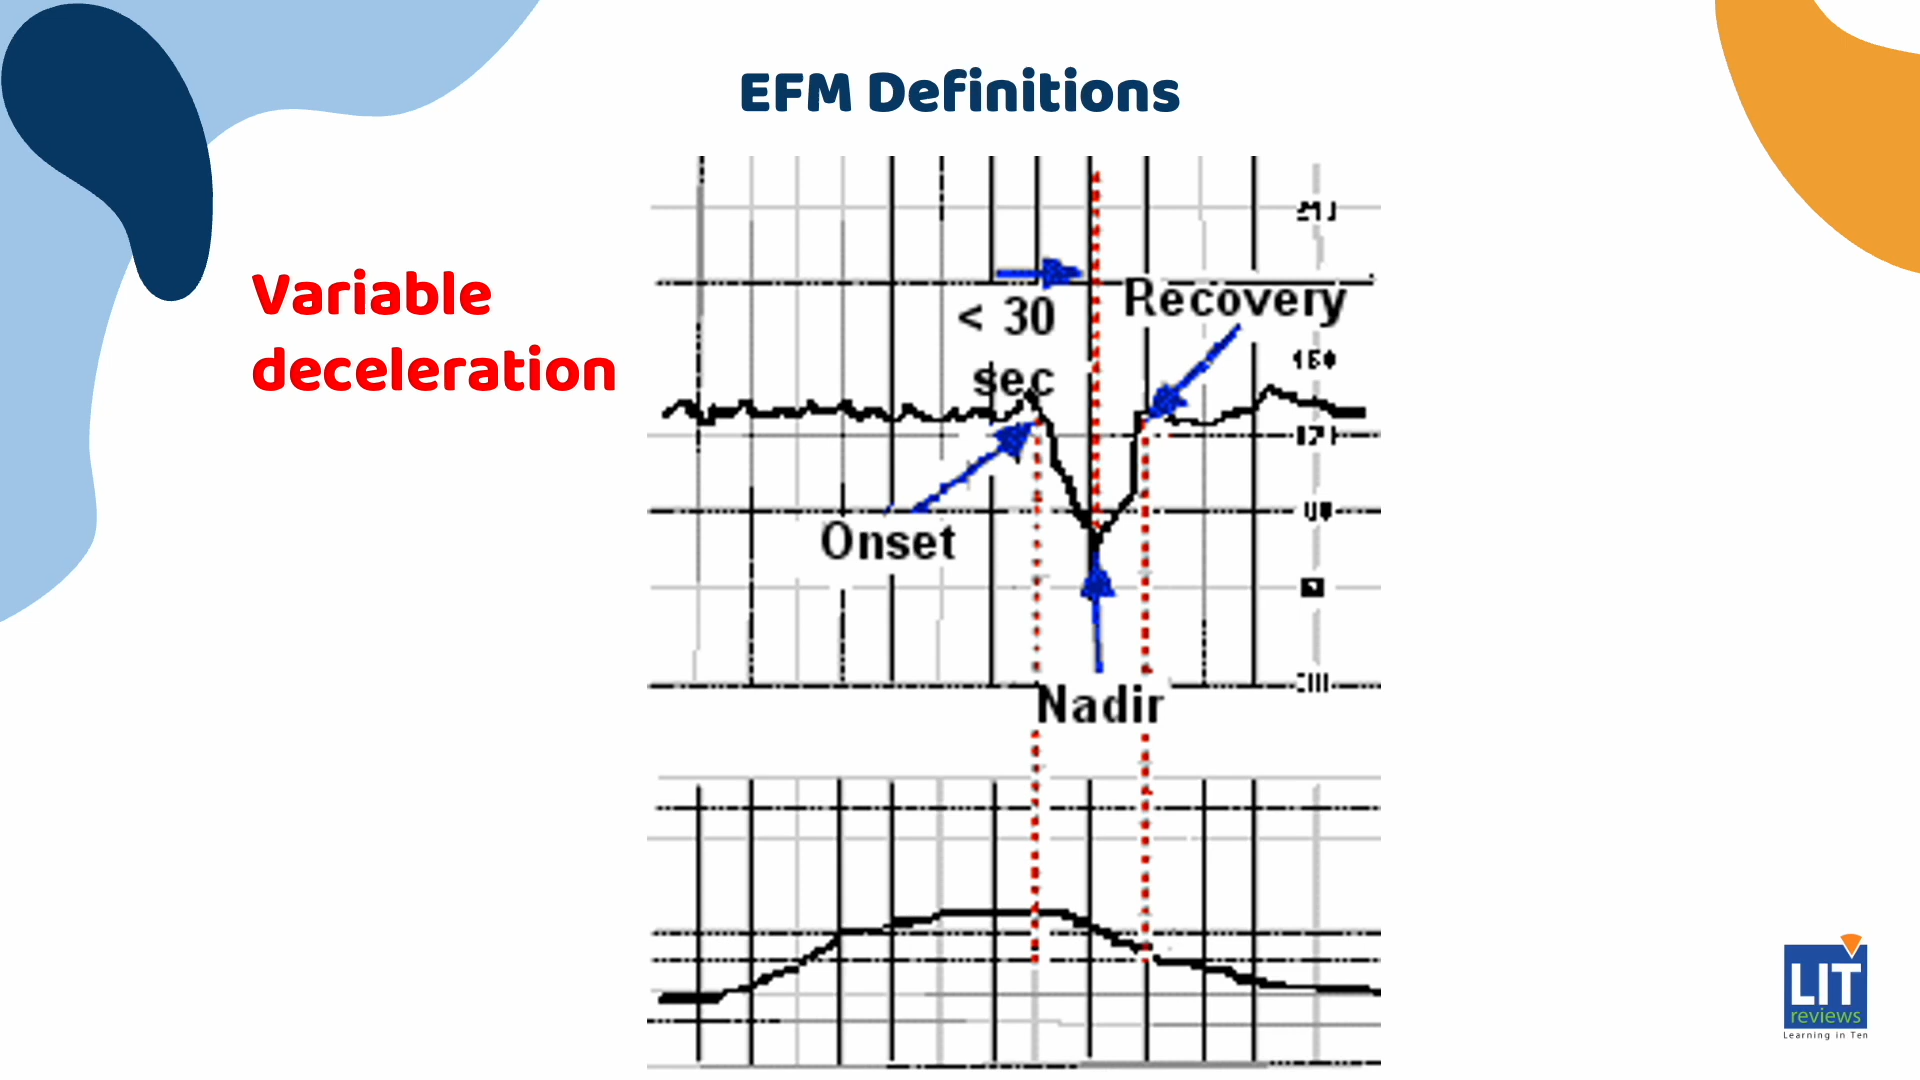 EFM Definitions
Variable
deceleration
< 30
sec
Recovery
Onset
Nadir
LIT
reviews
Learning in Ten